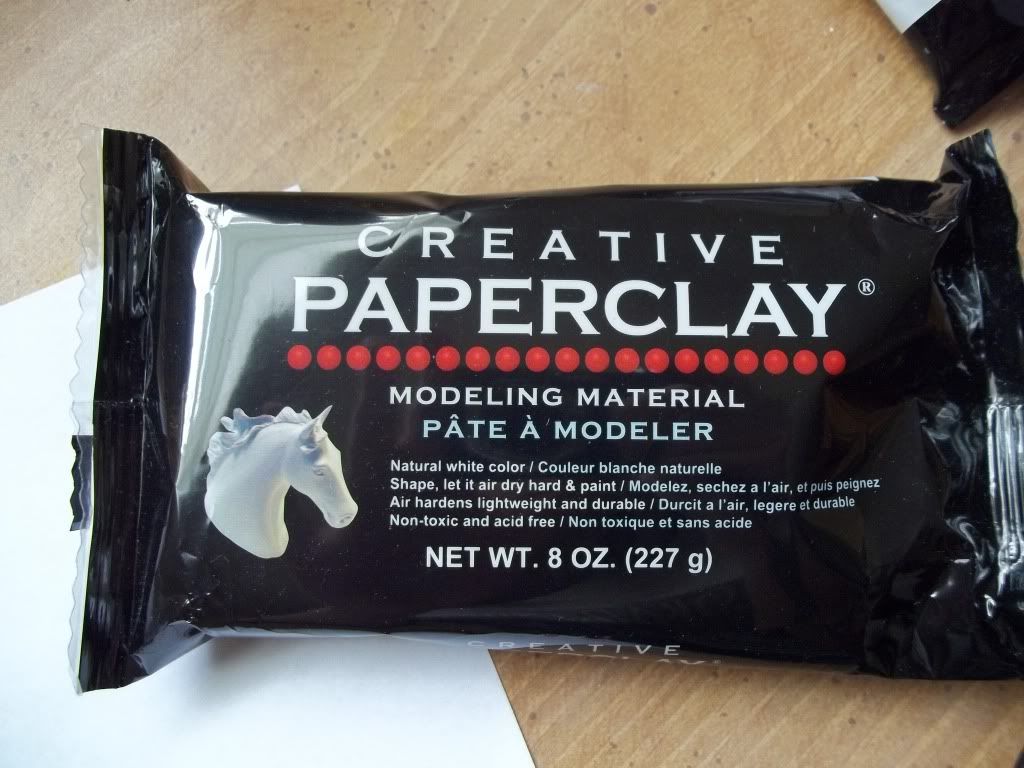 CREATIVE
PAPERCLAY®
MODELING MATERIAL
PÂTE À MODELER
Natural white color / Couleur blanche naturelle
Shape, let it air dry hard & paint / Modelez, sechez a l'air, et puis peignez
Air hardens lightweight and durable / Durcit a l'air, legere et durable
Non-toxic and acid free / Non toxique et sans acide
NET WT. 8 OZ. (227 g)
CREATIVE
PAPERCLAY®